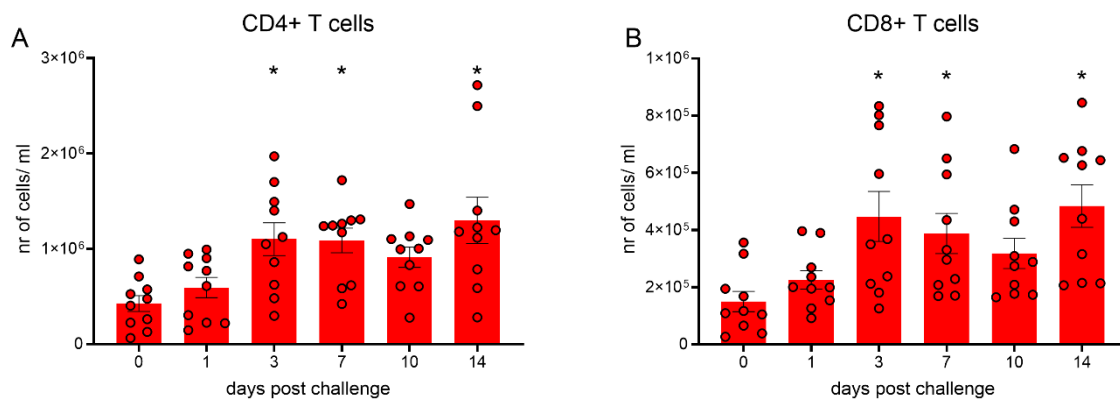 A
CD4+ T cells
nr of cells/ ml
3×10⁶
2×10⁶
1×10⁶
0
* * *
0 1 3 7 10 14
days post challenge
B
CD8+ T cells
nr of cells/ ml
1×10⁶
8×10⁵
6×10⁵
4×10⁵
2×10⁵
0
* * *
0 1 3 7 10 14
days post challenge